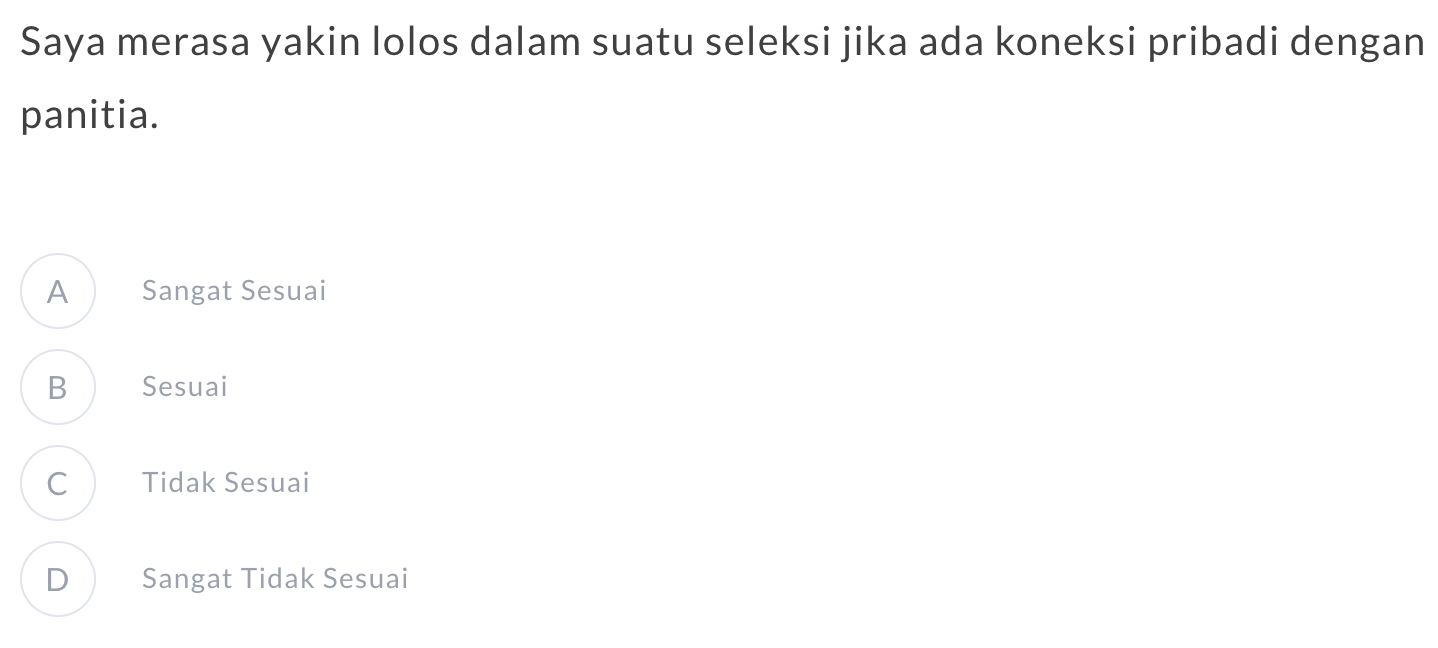 Saya merasa yakin lolos dalam suatu seleksi jika ada koneksi pribadi dengan
panitia.
A Sangat Sesuai
B Sesuai
C Tidak Sesuai
D Sangat Tidak Sesuai